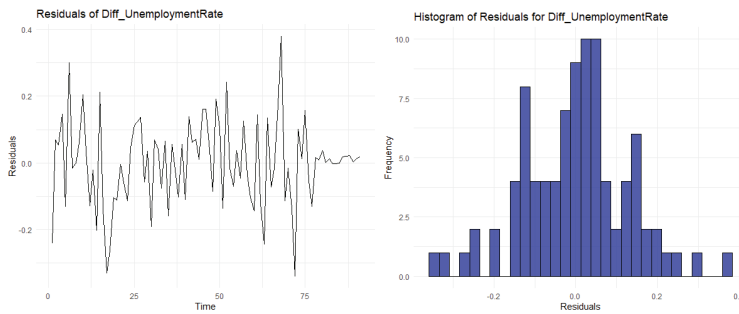 Residuals of Diff_UnemploymentRate
0.4
0.2
0.0
-0.2
Residuals
0
25
50
75
Time
Histogram of Residuals for Diff_UnemploymentRate
10.0
7.5
5.0
2.5
0.0
Frequency
-0.2
0.0
0.2
Residuals